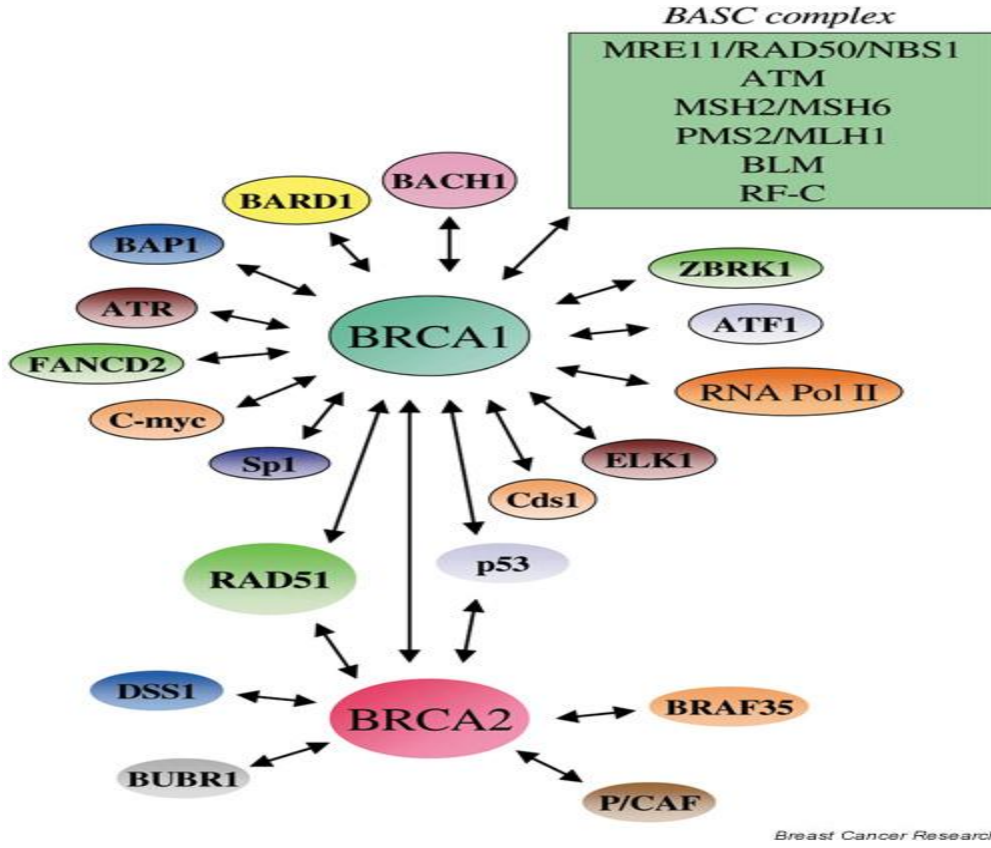 BASC complex
MRE11/RAD50/NBS1
ATM
MSH2/MSH6
PMS2/MLH1
BLM
RF-C
BACH1
BARD1
BAP1
ZBRK1
ATR
ATF1
BRCA1
FANCD2
RNA Pol II
C-myc
Sp1
ELK1
Cds1
RAD51
p53
DSS1
BRCA2
BRAF35
BUBR1
P/CAF
Breast Cancer Research